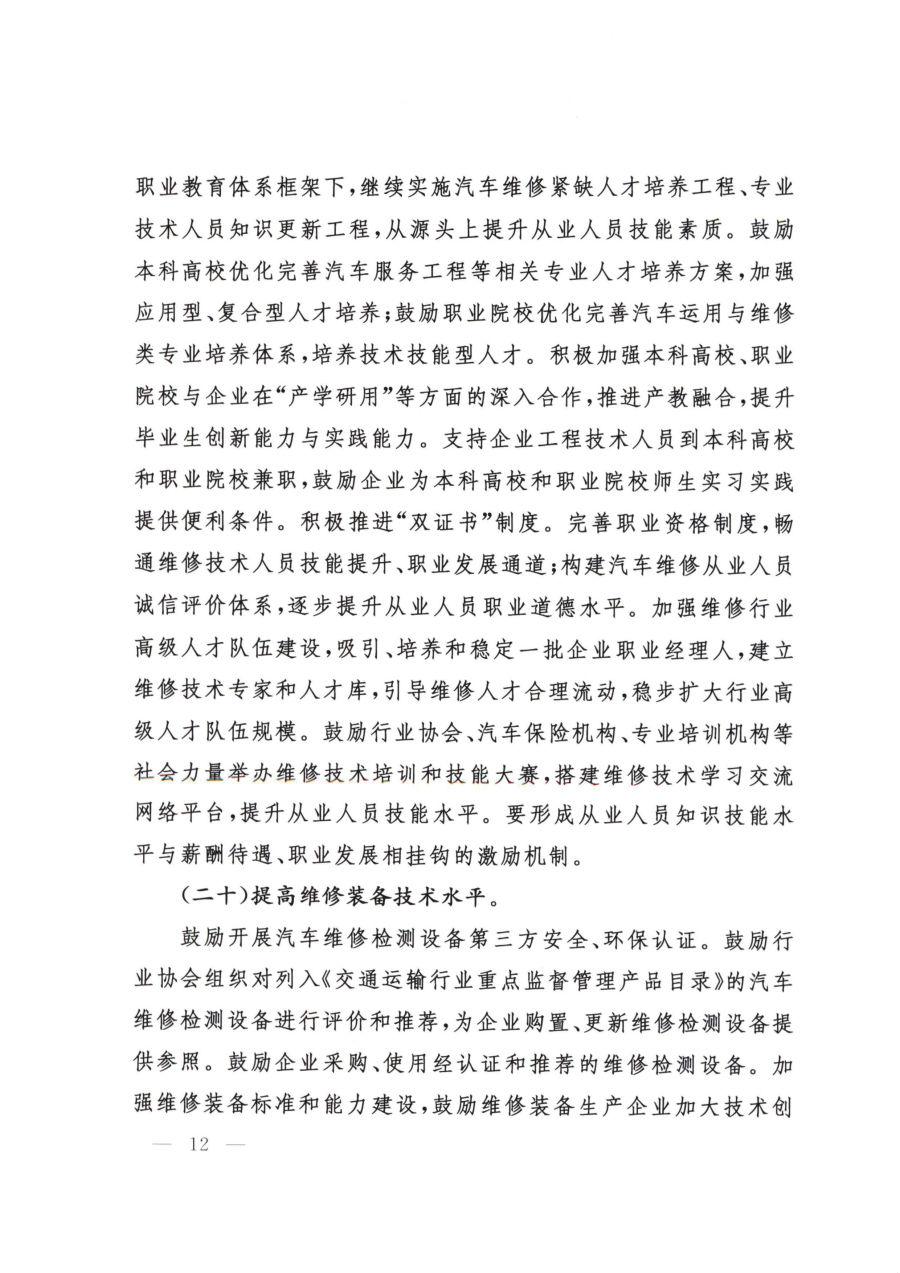 职业教育体系框架下,继续实施汽车维修紧缺人才培养工程、专业
技术人员知识更新工程,从源头上提升从业人员技能素质。鼓励
本科高校优化完善汽车服务工程等相关专业人才培养方案,加强
应用型、复合型人才培养;鼓励职业院校优化完善汽车运用与维修
类专业培养体系,培养技术技能型人才。积极加强本科高校、职业
院校与企业在“产学研用”等方面的深入合作,推进产教融合,提升
毕业生创新能力与实践能力。支持企业工程技术人员到本科高校
和职业院校兼职,鼓励企业为本科高校和职业院校师生实习实践
提供便利条件。积极推进“双证书”制度。完善职业资格制度,畅
通维修技术人员技能提升、职业发展通道;构建汽车维修从业人员
诚信评价体系,逐步提升从业人员职业道德水平。加强维修行业
高级人才队伍建设,吸引、培养和稳定一批企业职业经理人,建立
维修技术专家和人才库,引导维修人才合理流动,稳步扩大行业高
级人才队伍规模。鼓励行业协会、汽车保险机构、专业培训机构等
社会力量举办维修技术培训和技能大赛,搭建维修技术学习交流
网络平台,提升从业人员技能水平。要形成从业人员知识技能水
平与薪酬待遇、职业发展相挂钩的激励机制。
(二十)提高维修装备技术水平。
鼓励开展汽车维修检测设备第三方安全、环保认证。鼓励行
业协会组织对列入《交通运输行业重点监督管理产品目录》的汽车
维修检测设备进行评价和推荐,为企业购置、更新维修检测设备提
供参照。鼓励企业采购、使用经认证和推荐的维修检测设备。加
强维修装备标准和能力建设,鼓励维修装备生产企业加大技术创
— 12 —